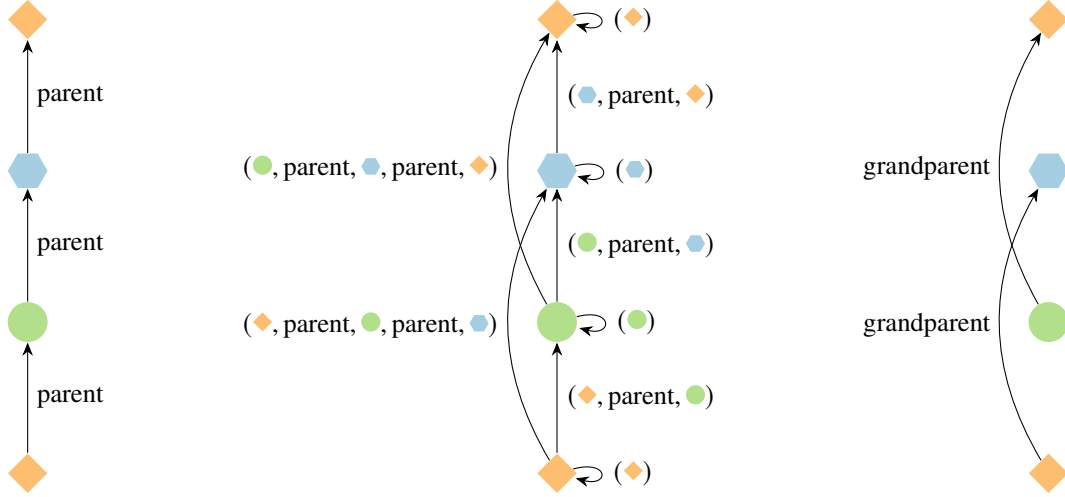 parent
parent
parent
(◆)
(⬢, parent, ◆)
(●, parent, ⬢, parent, ◆)
(⬢)
(●, parent, ⬢)
(◆, parent, ●, parent, ⬢)
(●)
(◆, parent, ●)
(◆)
grandparent
grandparent